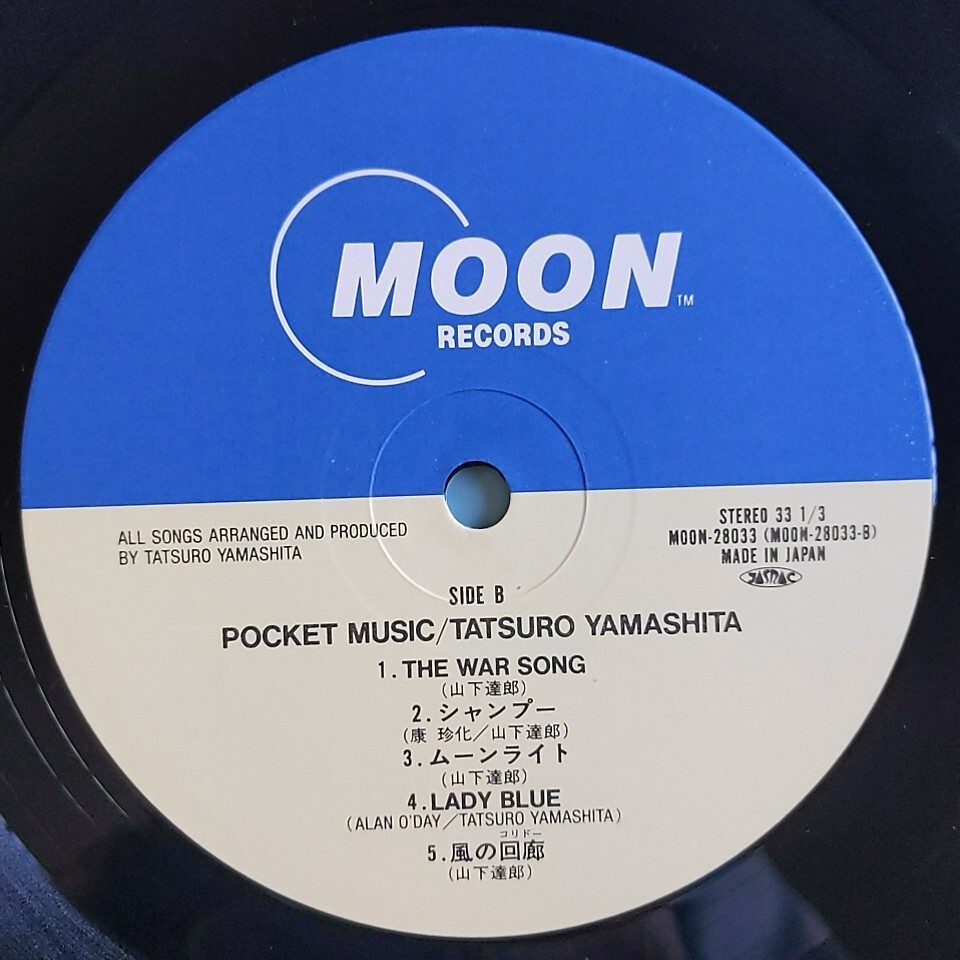 MOON™
RECORDS
ALL SONGS ARRANGED AND PRODUCED
BY TATSURO YAMASHITA
STEREO 33 1/3
MOON-28033 (MOON-28033-B)
MADE IN JAPAN
JASRAC
SIDE B
POCKET MUSIC/TATSURO YAMASHITA
1. THE WAR SONG
(山下達郎)
2. シャンプー
(康 珍化/山下達郎)
3. ムーンライト
(山下達郎)
4. LADY BLUE
(ALAN O'DAY/TATSURO YAMASHITA)
コリドー
5. 風の回廊
(山下達郎)